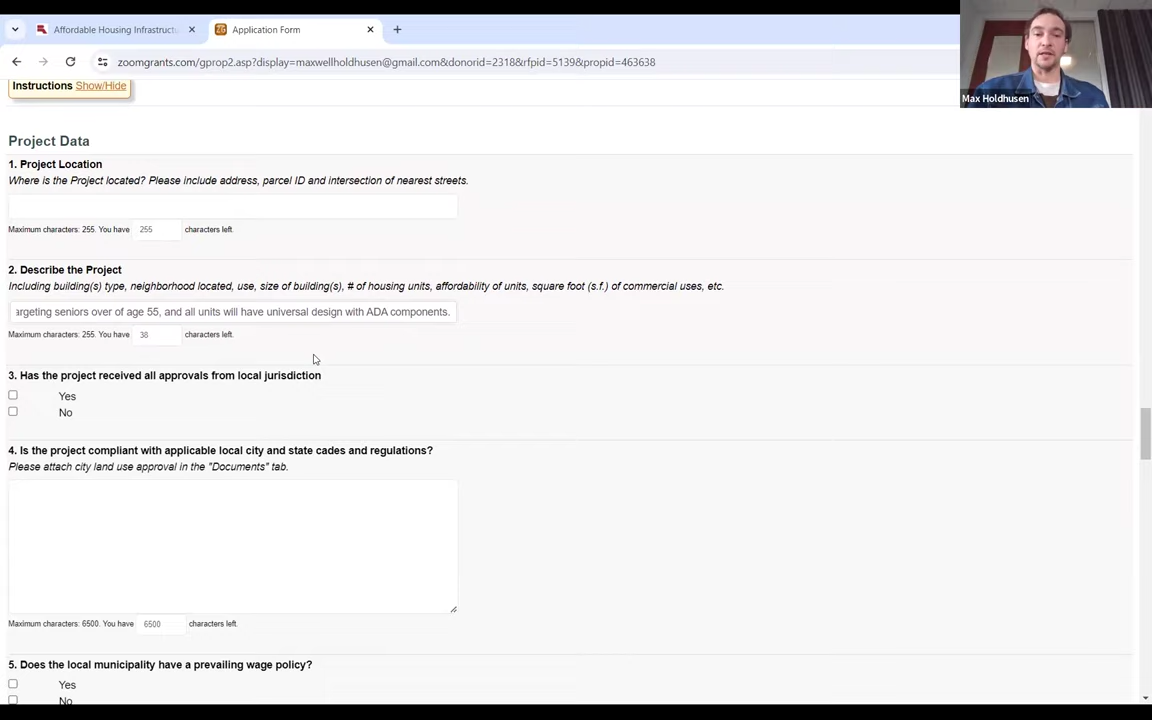 Affordable Housing Infrastructu
Application Form
zoomgrants.com/gprop2.asp?display=maxwellholdhusen@gmail.com&donorid=2318&rfpid=5139&propid=463638
Max Holdhusen
Instructions Show/Hide
Project Data
1. Project Location
Where is the Project located? Please include address, parcel ID and intersection of nearest streets.
Maximum characters: 255. You have 255 characters left.
2. Describe the Project
Including building(s) type, neighborhood located, use, size of building(s), # of housing units, affordability of units, square foot (s.f.) of commercial uses, etc.
argeting seniors over of age 55, and all units will have universal design with ADA components.
Maximum characters: 255. You have 38 characters left.
3. Has the project received all approvals from local jurisdiction
Yes
No
4. Is the project compliant with applicable local city and state cades and regulations?
Please attach city land use approval in the "Documents" tab.
Maximum characters: 6500. You have 6500 characters left.
5. Does the local municipality have a prevailing wage policy?
Yes
No